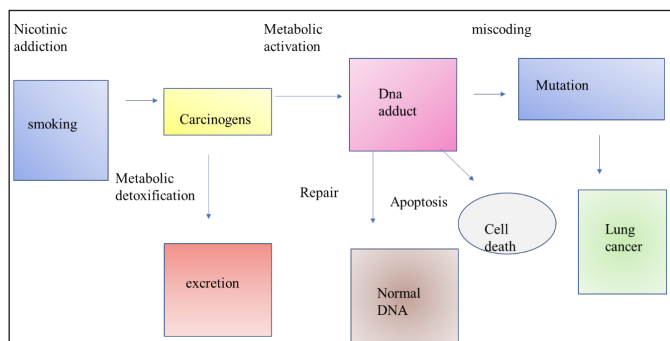 Nicotinic
addiction
Metabolic
activation
miscoding
smoking
Carcinogens
Dna
adduct
Mutation
Metabolic
detoxification
Repair
Apoptosis
excretion
Normal
DNA
Cell
death
Lung
cancer